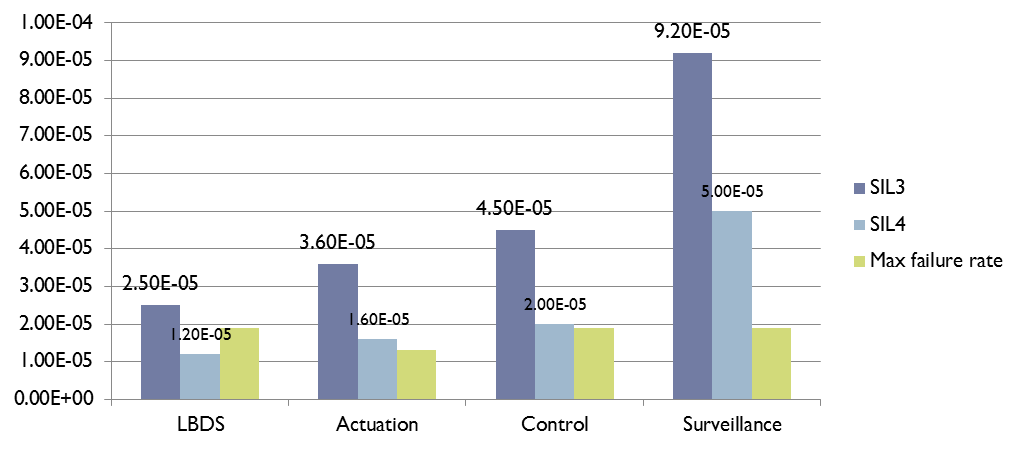 1.00E-04
9.00E-05
8.00E-05
7.00E-05
6.00E-05
5.00E-05
4.00E-05
3.00E-05
2.00E-05
1.00E-05
0.00E+00
2.50E-05
1.20E-05
3.60E-05
1.60E-05
4.50E-05
2.00E-05
9.20E-05
5.00E-05
LBDS
Actuation
Control
Surveillance
SIL3
SIL4
Max failure rate